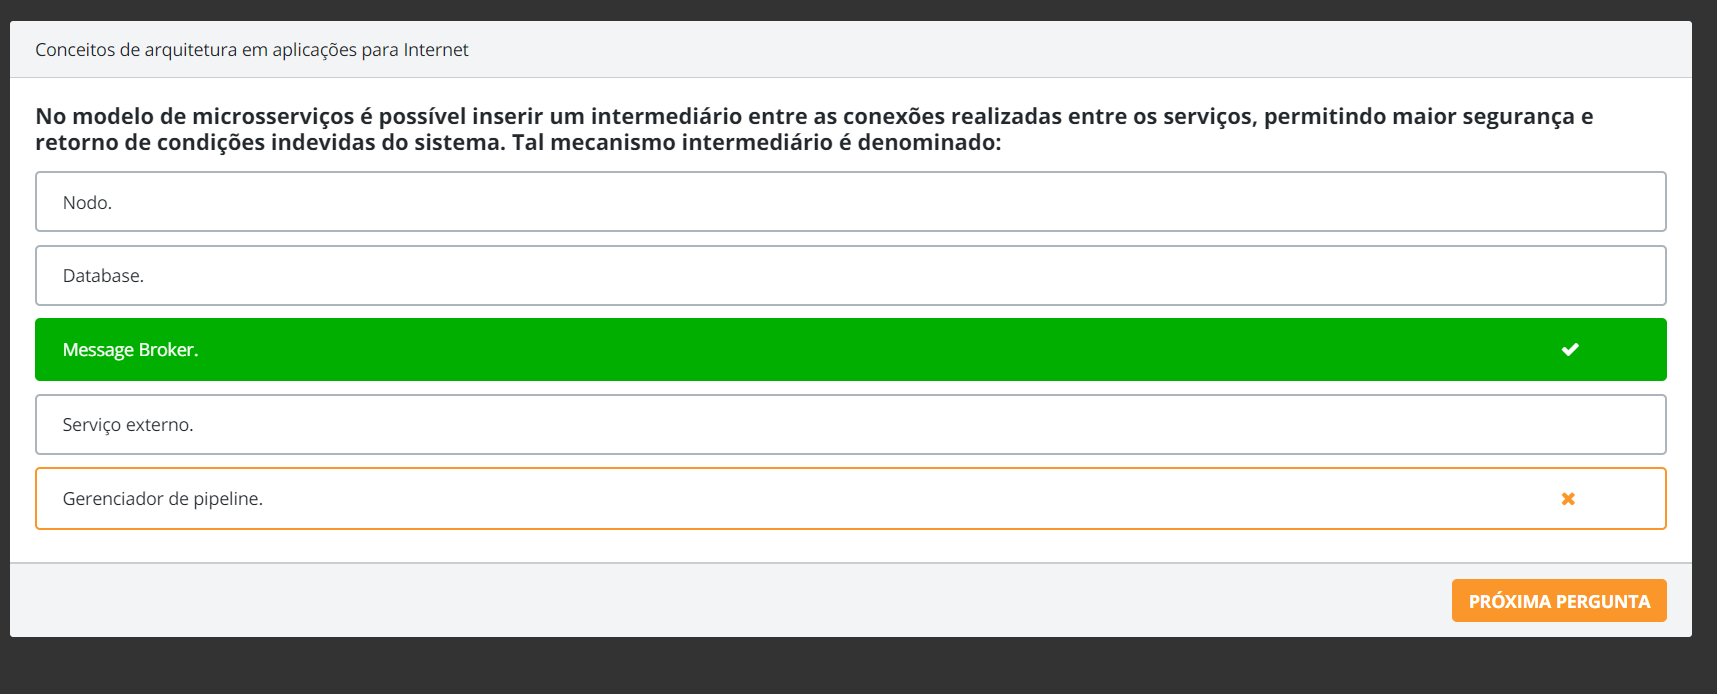 Conceitos de arquitetura em aplicações para Internet
No modelo de microsserviços é possível inserir um intermediário entre as conexões realizadas entre os serviços, permitindo maior segurança e
retorno de condições indevidas do sistema. Tal mecanismo intermediário é denominado:
Nodo.
Database.
Message Broker.
Serviço externo.
Gerenciador de pipeline.
PRÓXIMA PERGUNTA